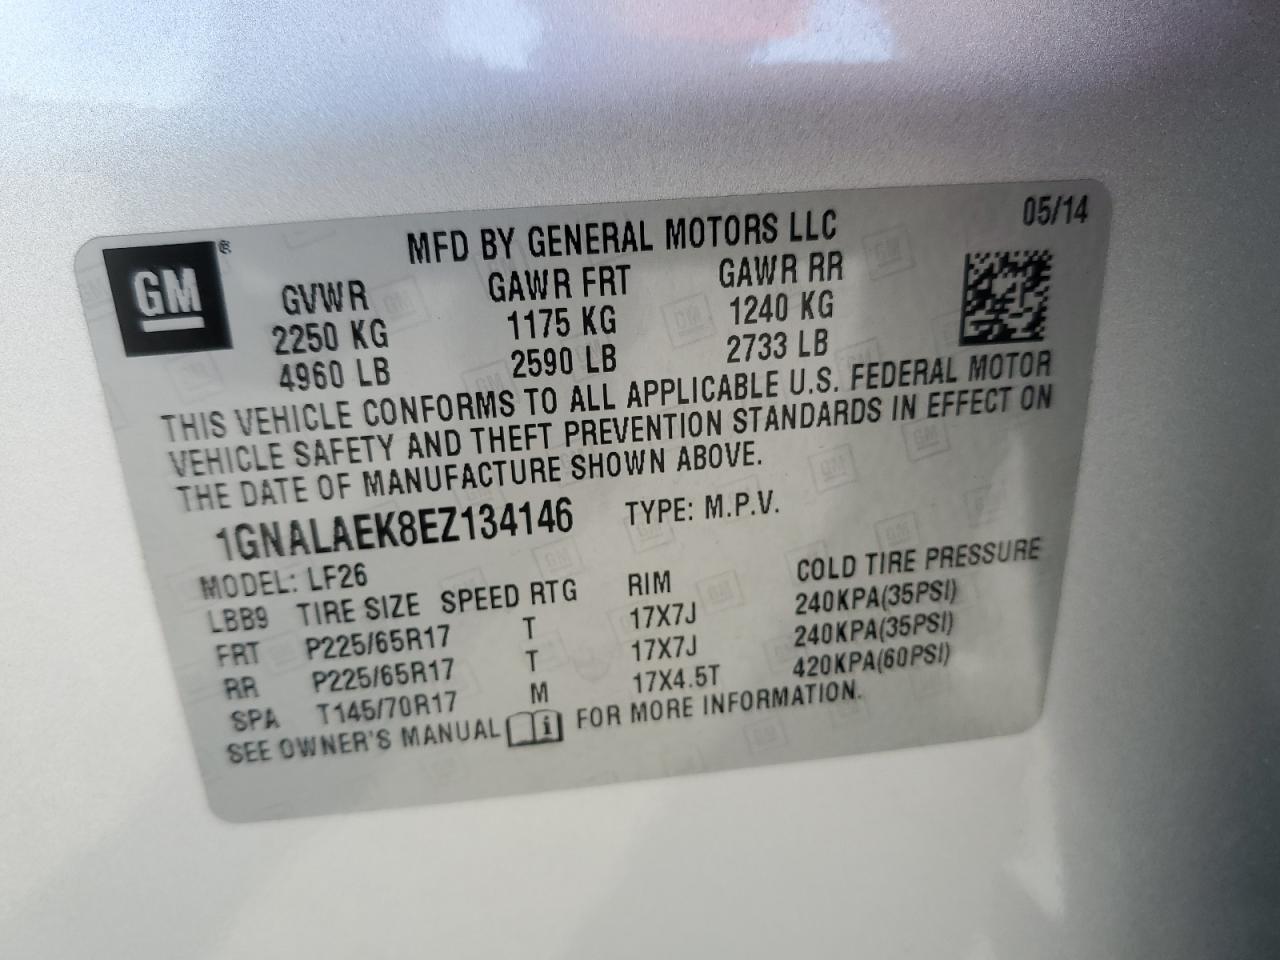 GM®
MFD BY GENERAL MOTORS LLC 05/14
GVWR GAWR FRT GAWR RR
2250 KG 1175 KG 1240 KG
4960 LB 2590 LB 2733 LB
THIS VEHICLE CONFORMS TO ALL APPLICABLE U.S. FEDERAL MOTOR
VEHICLE SAFETY AND THEFT PREVENTION STANDARDS IN EFFECT ON
THE DATE OF MANUFACTURE SHOWN ABOVE.
1GNALAEK8EZ134146 TYPE: M.P.V.
MODEL: LF26
LBB9 TIRE SIZE SPEED RTG RIM COLD TIRE PRESSURE
FRT P225/65R17 T 17X7J 240KPA(35PSI)
RR P225/65R17 T 17X7J 240KPA(35PSI)
SPA T145/70R17 M 17X4.5T 420KPA(60PSI)
SEE OWNER'S MANUAL i FOR MORE INFORMATION.